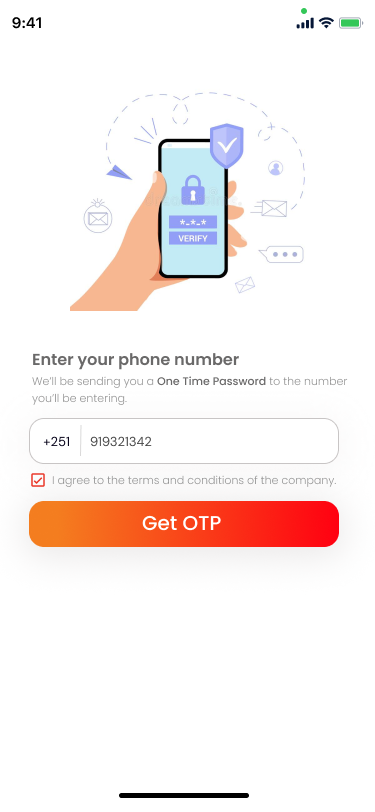 9:41
*-*-*
VERIFY
Enter your phone number
We'll be sending you a One Time Password to the number
you'll be entering.
+251 919321342
I agree to the terms and conditions of the company.
Get OTP